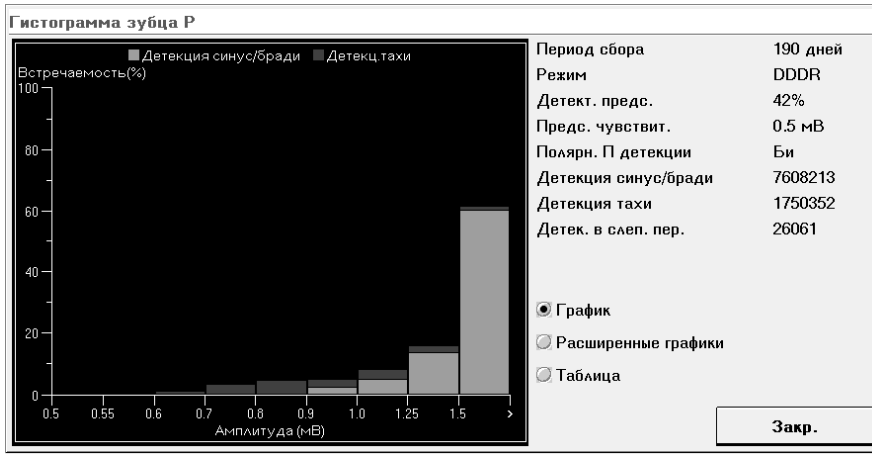 Гистограмма зубца P
Детекция синус/бради Детекц.тахи
Встречаемость(%)
100
80
60
40
20
0
0.5 0.55 0.6 0.7 0.8 0.9 1.0 1.25 1.5 >
Амплитуда (мВ)
Период сбора 190 дней
Режим DDDR
Детект. предс. 42%
Предс. чувствит. 0.5 мВ
Полярн. П детекции Би
Детекция синус/бради 7608213
Детекция тахи 1750352
Детек. в слеп. пер. 26061
График
Расширенные графики
Таблица
Закр.